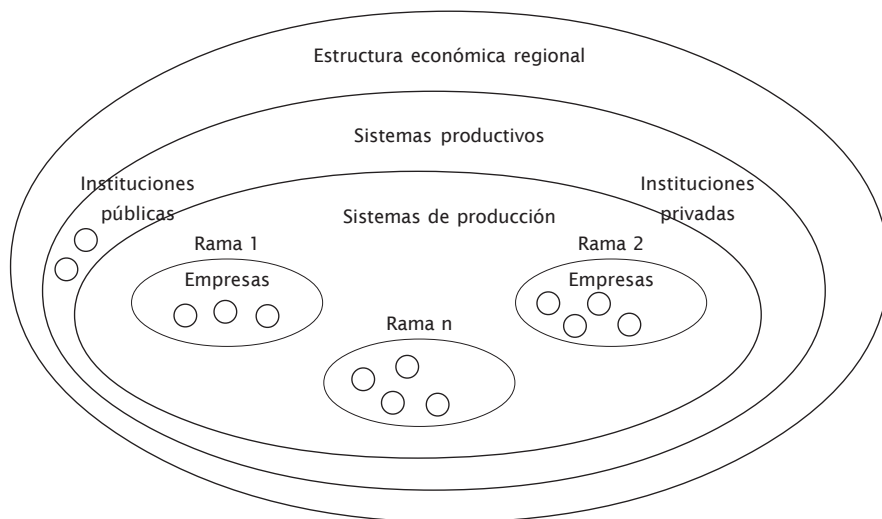 Estructura económica regional
Sistemas productivos
Instituciones
públicas
Instituciones
privadas
Sistemas de producción
Rama 1
Rama 2
Empresas
Empresas
Rama n